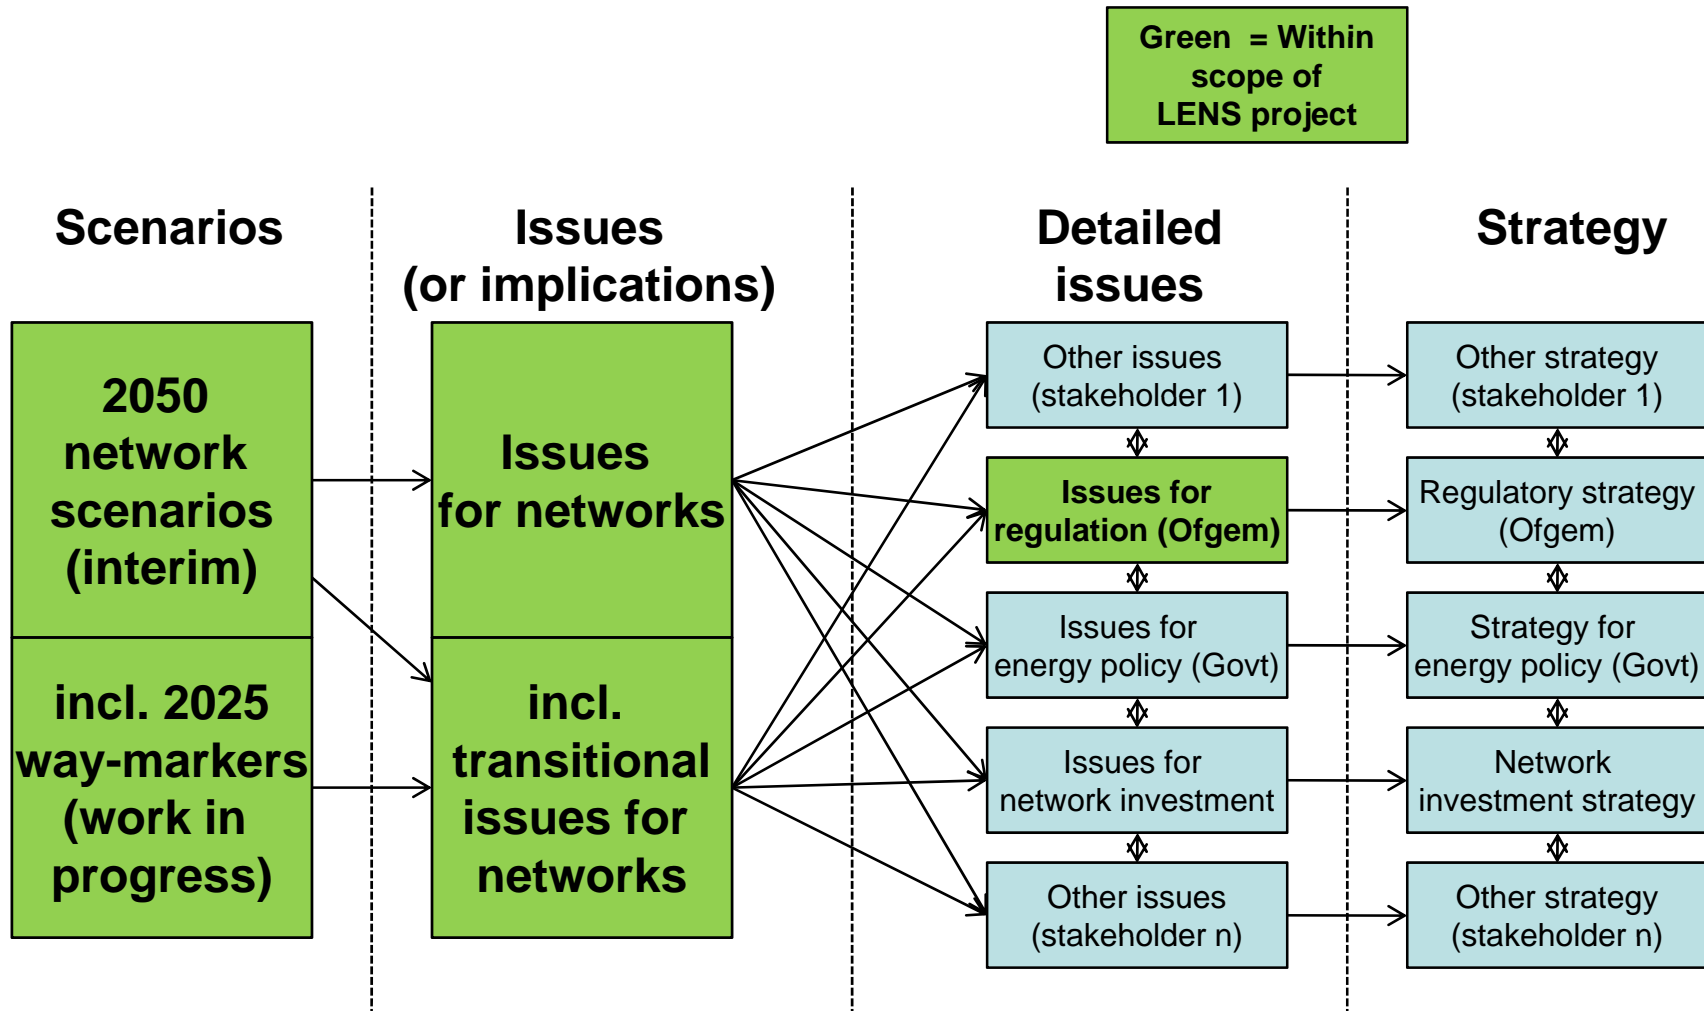 Green = Within
scope of
LENS project
Scenarios
Issues
(or implications)
Detailed
issues
Strategy
2050
network
scenarios
(interim)
incl. 2025
way-markers
(work in
progress)
Issues
for networks
incl.
transitional
issues for
networks
Other issues
(stakeholder 1)
Issues for
regulation (Ofgem)
Issues for
energy policy (Govt)
Issues for
network investment
Other issues
(stakeholder n)
Other strategy
(stakeholder 1)
Regulatory strategy
(Ofgem)
Strategy for
energy policy (Govt)
Network
investment strategy
Other strategy
(stakeholder n)